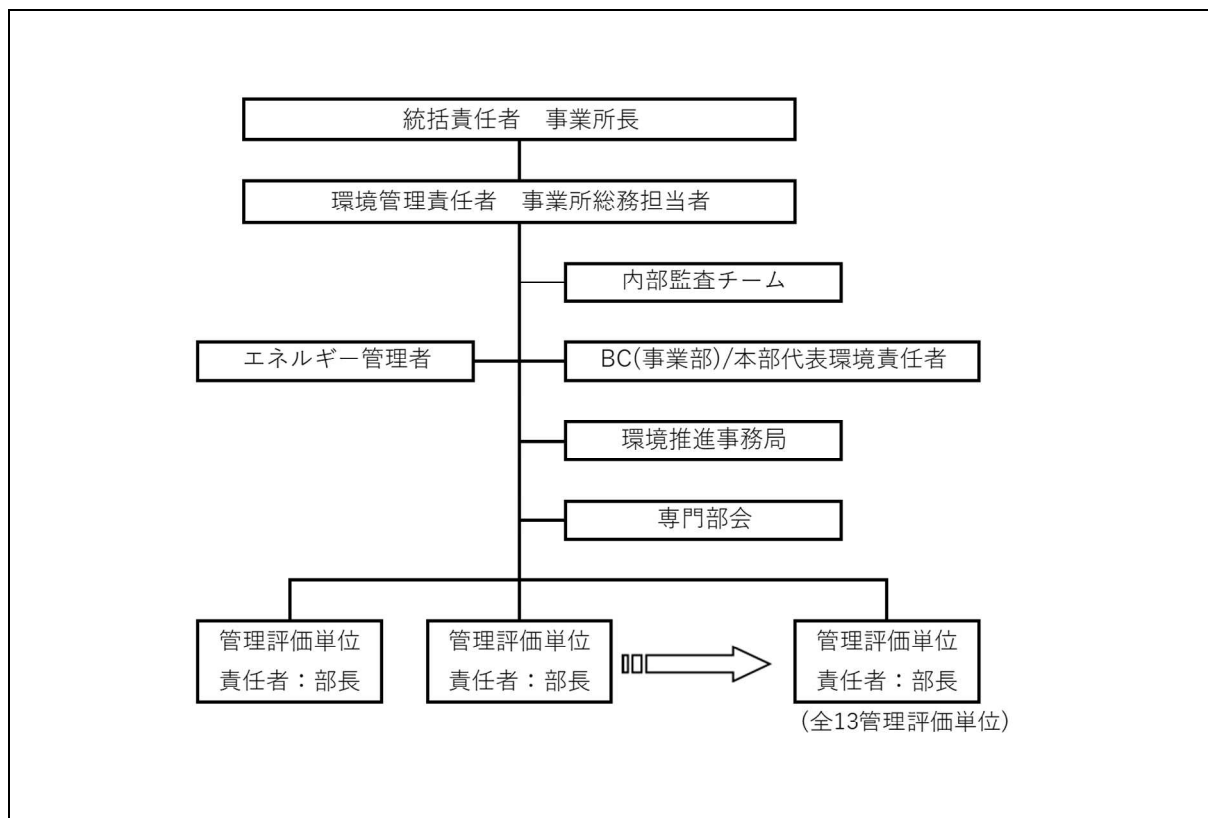 統括責任者　事業所長
環境管理責任者　事業所総務担当者
内部監査チーム
エネルギー管理者
BC(事業部)/本部代表環境責任者
環境推進事務局
専門部会
管理評価単位
責任者：部長
管理評価単位
責任者：部長
管理評価単位
責任者：部長
(全13管理評価単位)